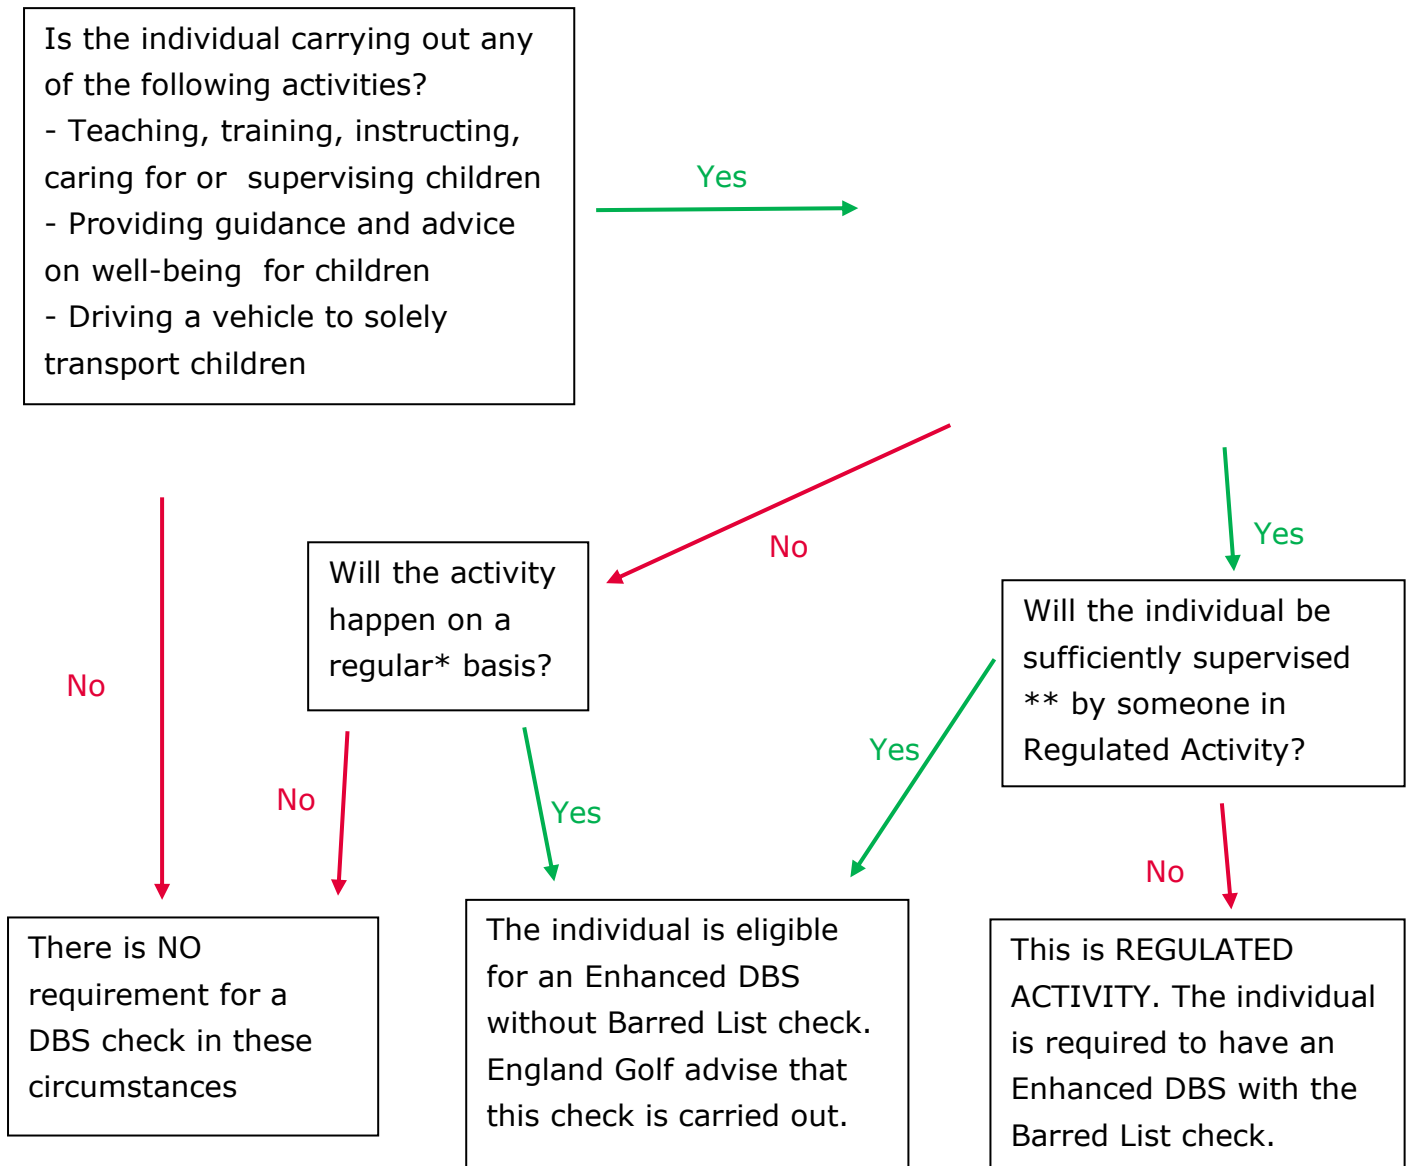 Is the individual carrying out any
of the following activities?
- Teaching, training, instructing,
caring for or  supervising children
- Providing guidance and advice
on well-being  for children
- Driving a vehicle to solely
transport children
Yes
No
Yes
Will the activity
happen on a
regular* basis?
Will the individual be
sufficiently supervised
** by someone in
Regulated Activity?
No
Yes
No
Yes
No
There is NO
requirement for a
DBS check in these
circumstances
The individual is eligible
for an Enhanced DBS
without Barred List check.
England Golf advise that
this check is carried out.
This is REGULATED
ACTIVITY. The individual
is required to have an
Enhanced DBS with the
Barred List check.